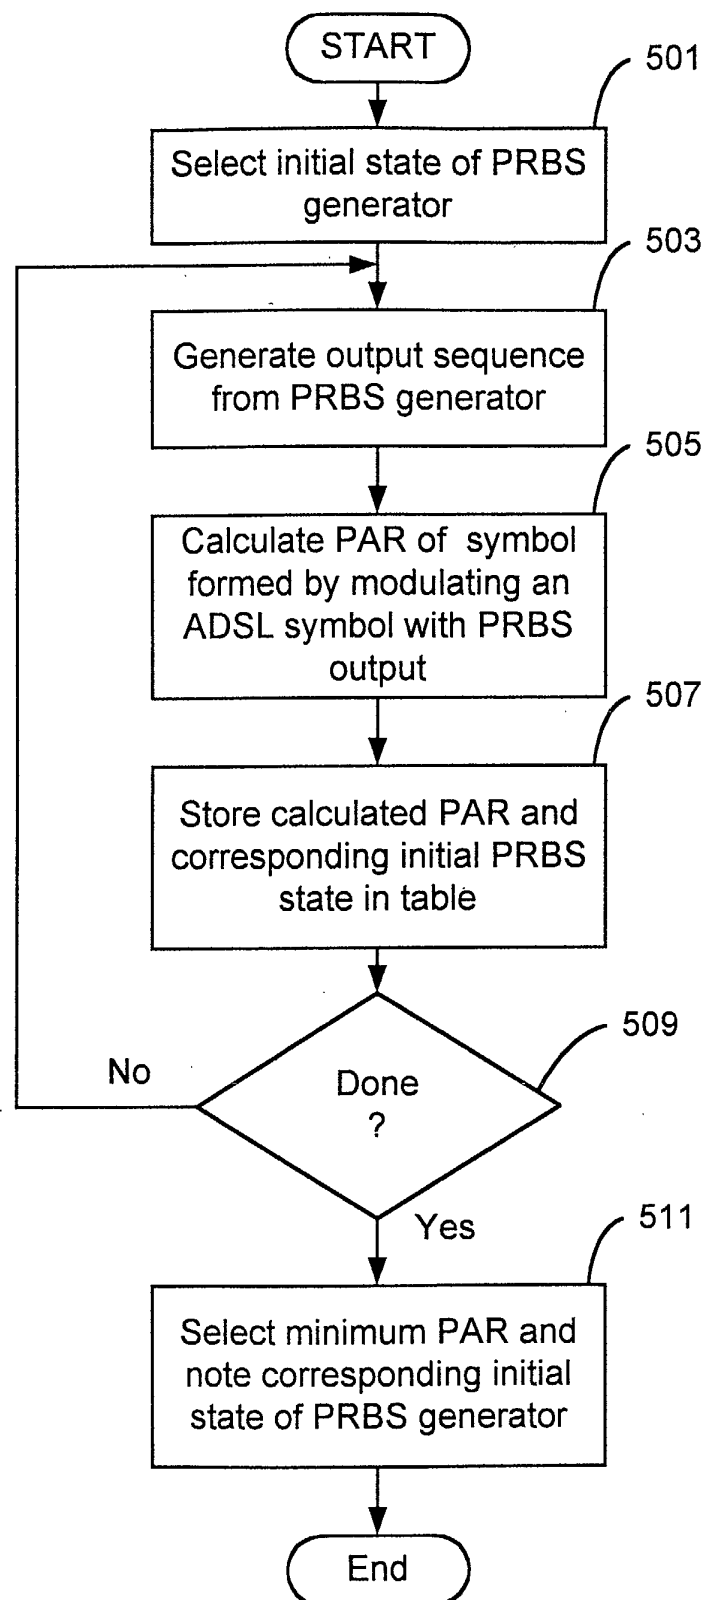 START
501
Select initial state of PRBS
generator
503
Generate output sequence
from PRBS generator
505
Calculate PAR of symbol
formed by modulating an
ADSL symbol with PRBS
output
507
Store calculated PAR and
corresponding initial PRBS
state in table
509
No
Done
?
Yes
511
Select minimum PAR and
note corresponding initial
state of PRBS generator
End